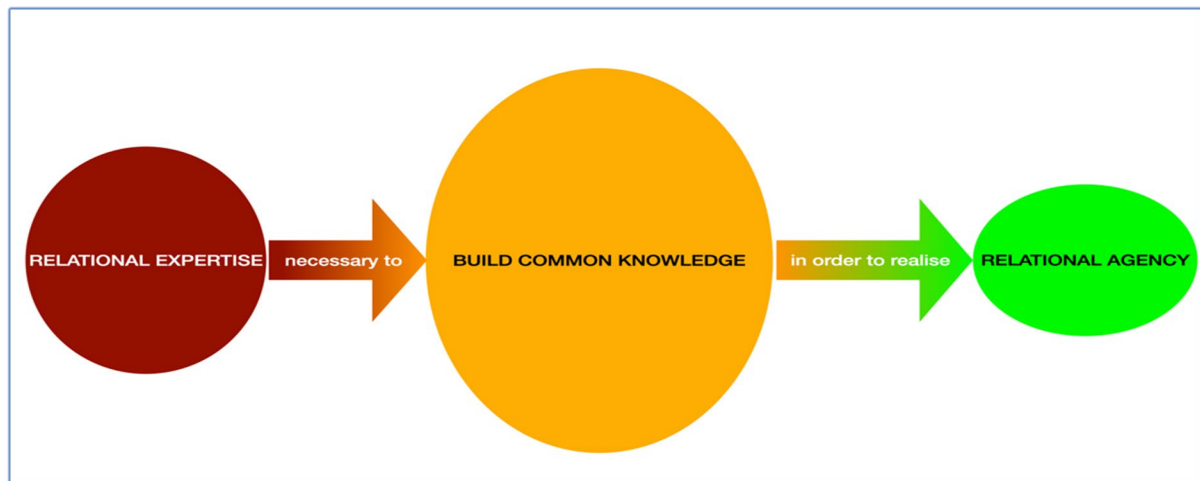 RELATIONAL EXPERTISE
necessary to
BUILD COMMON KNOWLEDGE
in order to realise
RELATIONAL AGENCY